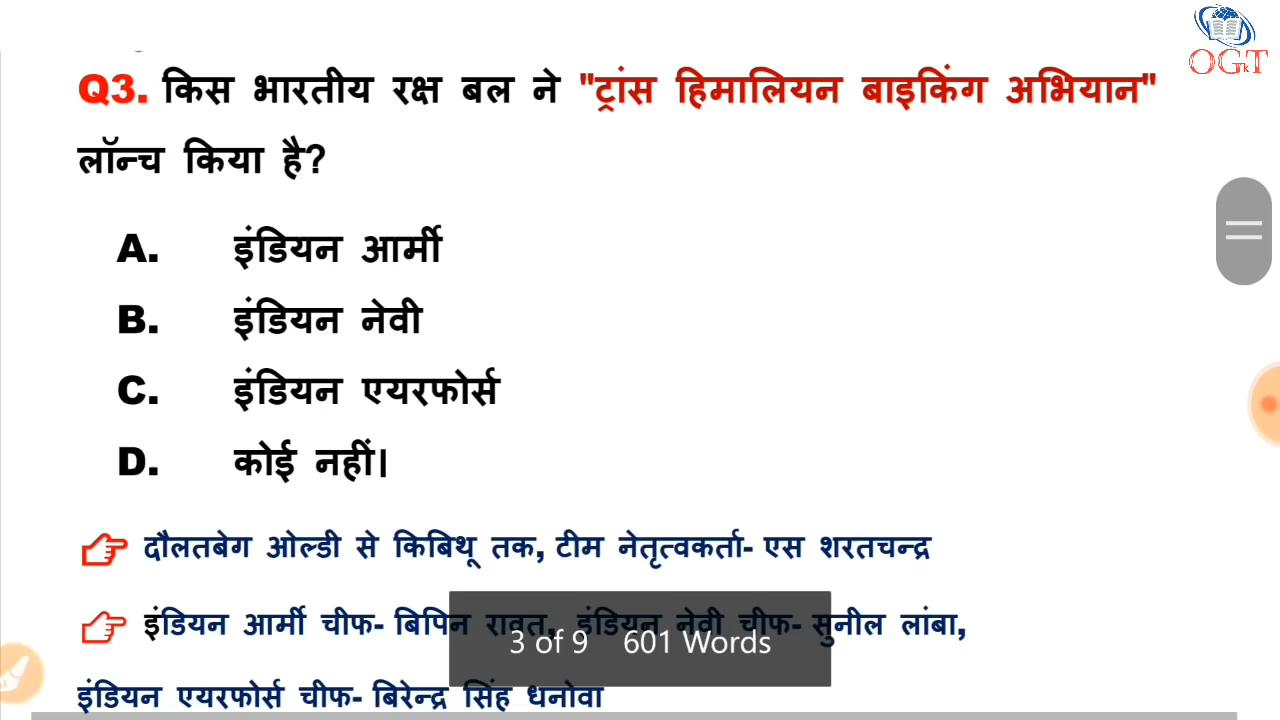 OGT
rk
Q3. किस भारतीय रक्ष बल ने "ट्रांस हिमालियन बाइकिंग अभियान"
लॉन्च किया है?
A. इंडियन आर्मी
B. इंडियन नेवी
C. इंडियन एयरफोर्स
D. कोई नहीं।
दौलतबेग ओल्डी से किबिथू तक, टीम नेतृत्वकर्ता- एस शरतचन्द्र
इंडियन आर्मी चीफ- बिपिन रावत, इंडियन नेवी चीफ- सुनील लांबा,
3 of 9 601 Words
इंडियन एयरफोर्स चीफ- बिरेन्द्र सिंह धनोवा